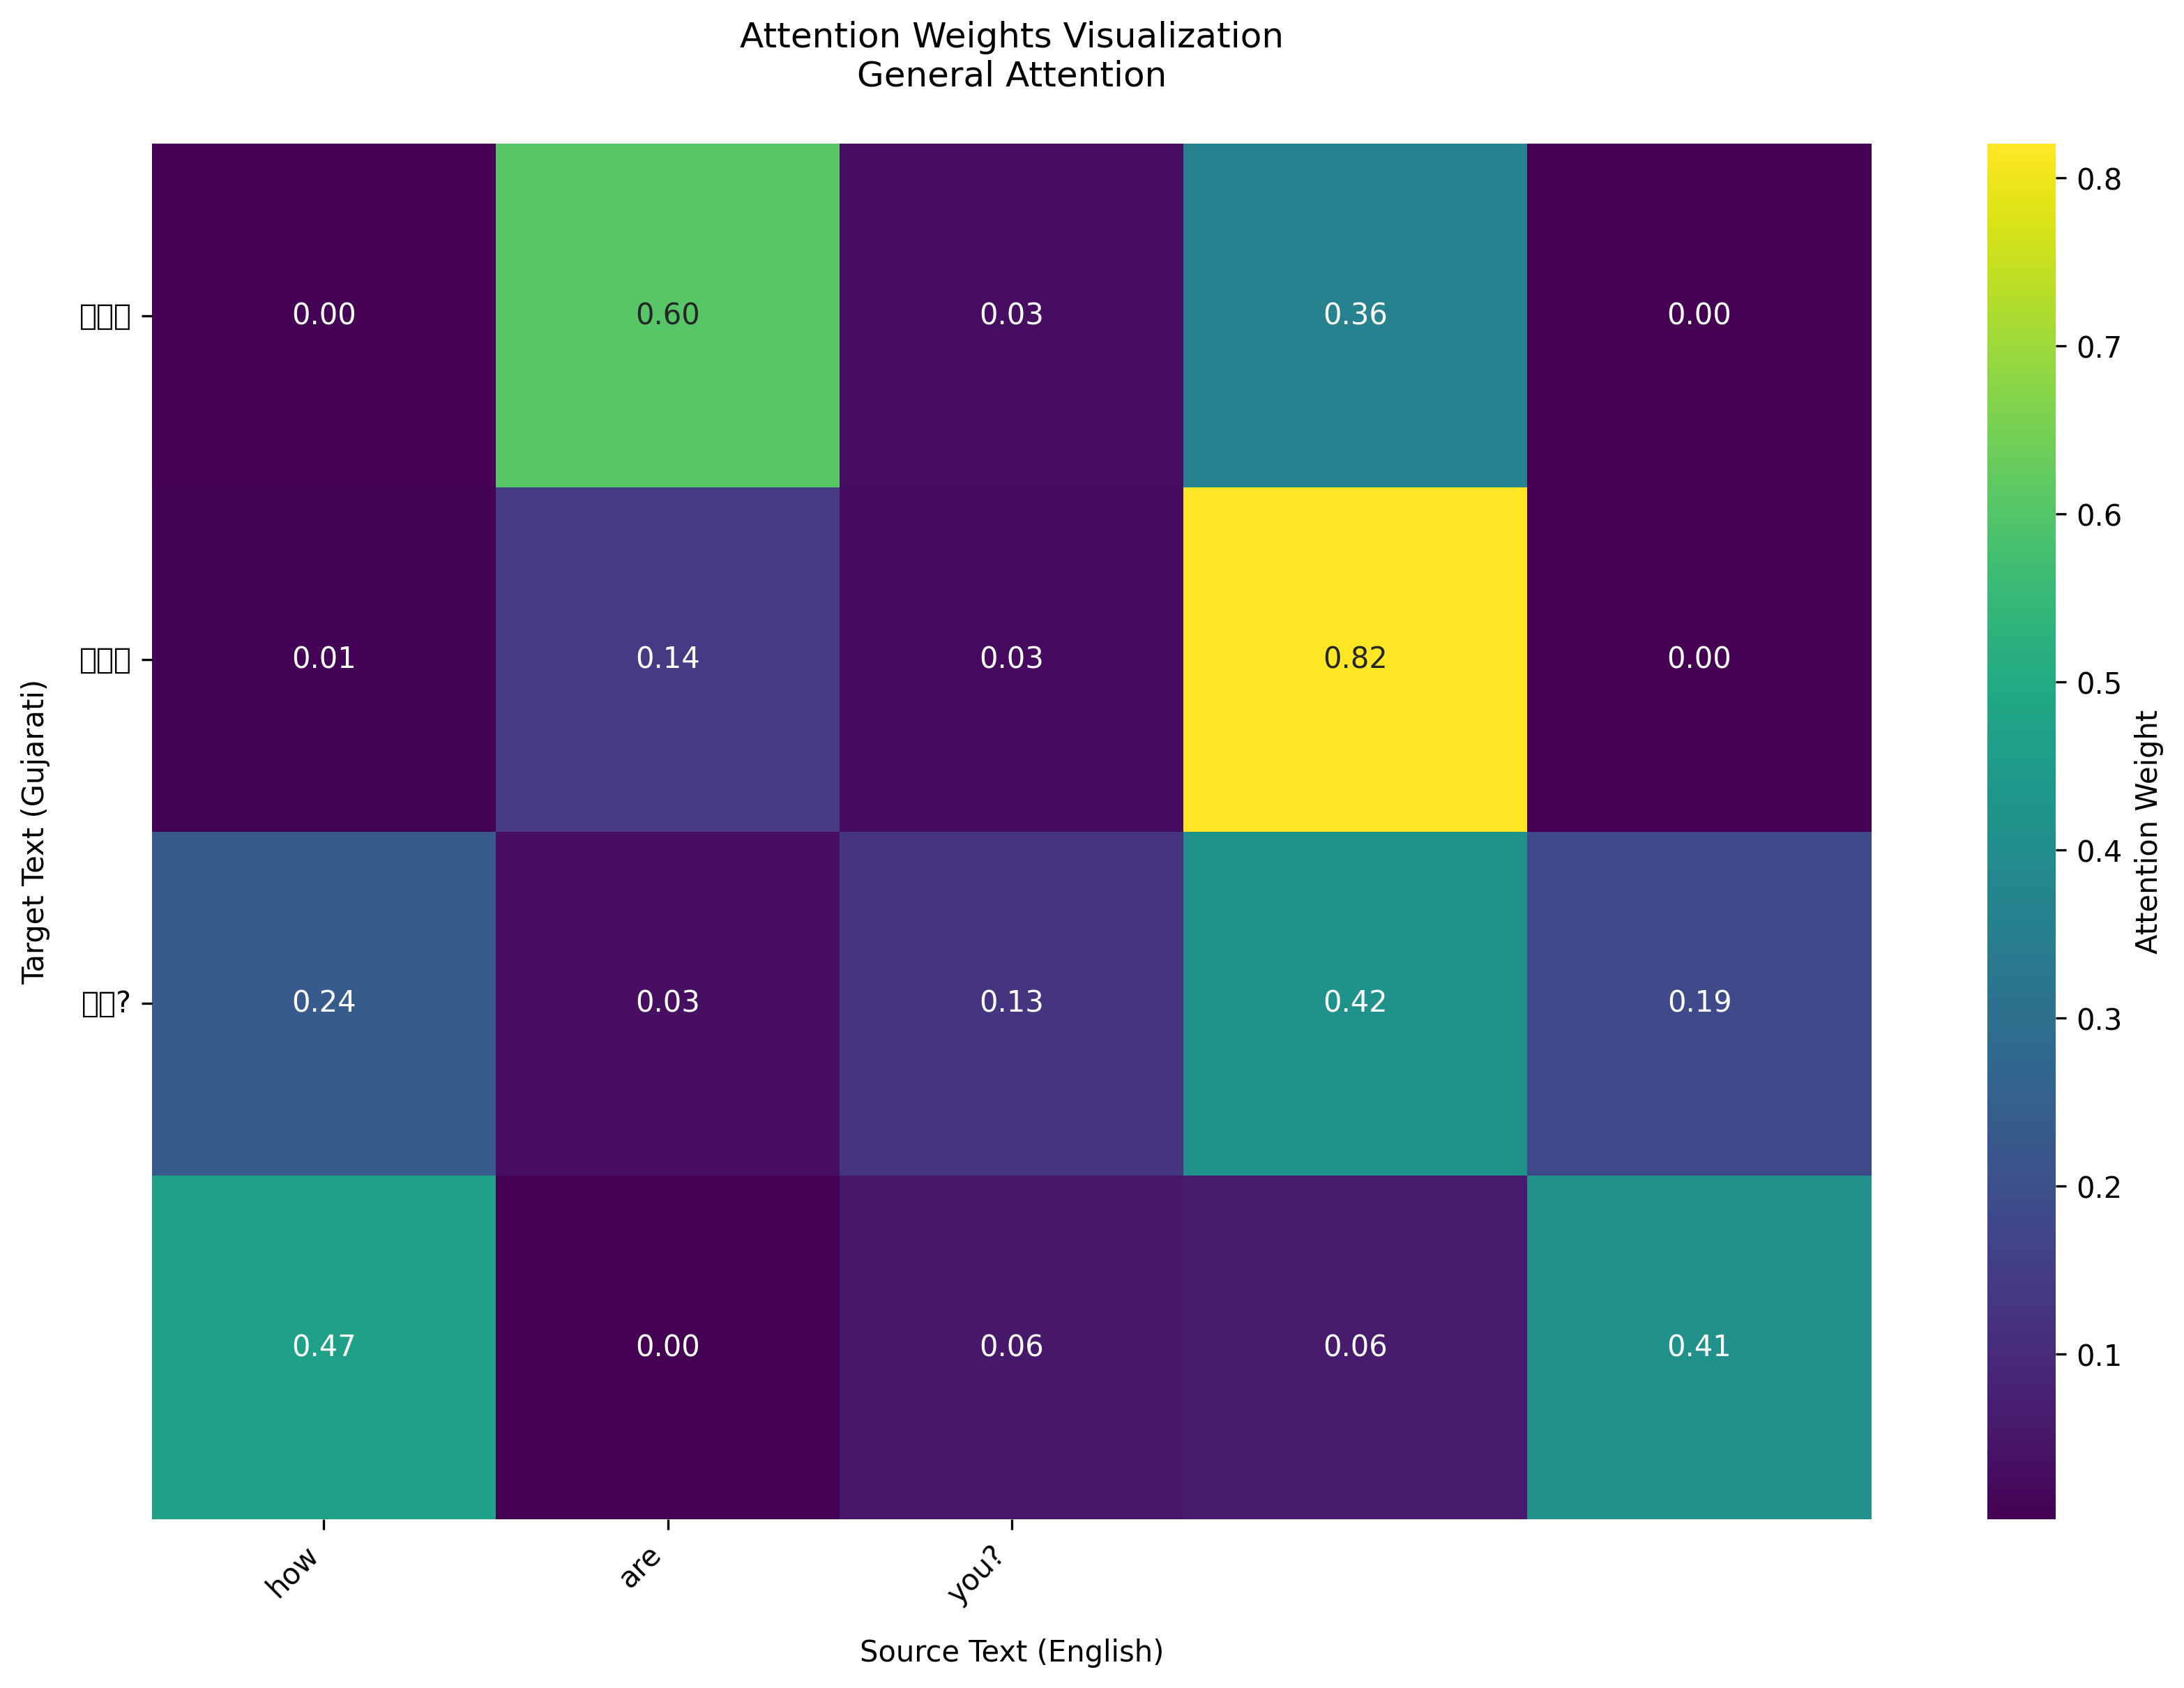 Attention Weights Visualization
General Attention
0.00 0.60 0.03 0.36 0.00
0.01 0.14 0.03 0.82 0.00
?
0.24 0.03 0.13 0.42 0.19
0.47 0.00 0.06 0.06 0.41
Target Text (Gujarati)
how are you?
Source Text (English)
0.8
0.7
0.6
0.5
0.4
0.3
0.2
0.1
Attention Weight